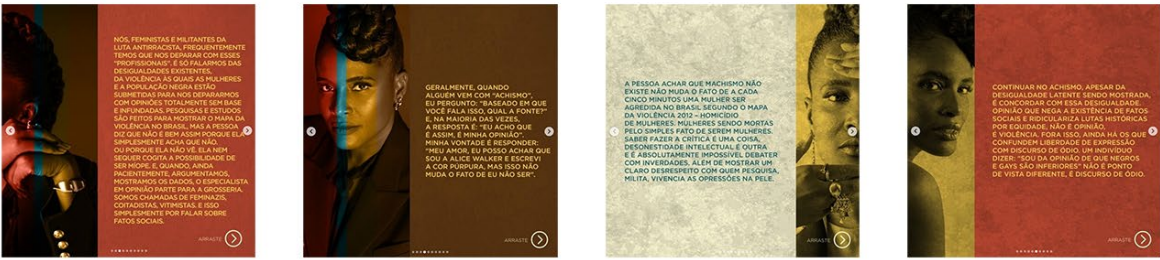 NÓS, FEMINISTAS E MILITANTES DA
LUTA ANTIRRACISTA, FREQUENTEMENTE
TEMOS QUE NOS DEPARAR COM ESSES
"PROFISSIONAIS". É SÓ FALARMOS DAS
DESIGUALDADES EXISTENTES,
DA VIOLÊNCIA ÀS QUAIS AS MULHERES
E A POPULAÇÃO NEGRA ESTÃO
SUBMETIDAS PARA NOS DEPARARMOS
COM OPINIÕES TOTALMENTE SEM BASE
E INFUNDADAS. PESQUISAS E ESTUDOS
SÃO FEITOS PARA MOSTRAR O MAPA DA
VIOLÊNCIA NO BRASIL, MAS A PESSOA
DIZ QUE NÃO É BEM ASSIM PORQUE ELA
SIMPLESMENTE ACHA QUE NÃO.
OU PORQUE ELA NÃO VÊ. ELA NEM
SEQUER COGITA A POSSIBILIDADE DE
SER MÍOPE. E, QUANDO, AINDA
PACIENTEMENTE, ARGUMENTAMOS,
MOSTRAMOS OS DADOS, O ESPECIALISTA
EM OPINIÃO PARTE PARA A GROSSERIA.
SOMOS CHAMADAS DE FEMINAZIS,
COITADISTAS, VITIMISTAS. E ISSO
SIMPLESMENTE POR FALAR SOBRE
FATOS SOCIAIS.
ARRASTE
GERALMENTE, QUANDO
ALGUÉM VEM COM "ACHISMO",
EU PERGUNTO: "BASEADO EM QUE
VOCÊ FALA ISSO, QUAL A FONTE?"
E, NA MAIORIA DAS VEZES,
A RESPOSTA É: "EU ACHO QUE
É ASSIM, É MINHA OPINIÃO".
MINHA VONTADE É RESPONDER:
"MEU AMOR, EU POSSO ACHAR QUE
SOU A ALICE WALKER E ESCREVI
A COR PÚRPURA, MAS ISSO NÃO
MUDA O FATO DE EU NÃO SER".
ARRASTE
A PESSOA ACHAR QUE MACHISMO NÃO
EXISTE NÃO MUDA O FATO DE A CADA
CINCO MINUTOS UMA MULHER SER
AGREDIDA NO BRASIL SEGUNDO O MAPA
DA VIOLÊNCIA 2012 – HOMICÍDIO
DE MULHERES. MULHERES SENDO MORTAS
PELO SIMPLES FATO DE SEREM MULHERES.
SABER FAZER A CRÍTICA É UMA COISA,
DESONESTIDADE INTELECTUAL É OUTRA
E É ABSOLUTAMENTE IMPOSSÍVEL DEBATER
COM INVERDADES, ALÉM DE MOSTRAR UM
CLARO DESRESPEITO COM QUEM PESQUISA,
MILITA, VIVENCIA AS OPRESSÕES NA PELE.
ARRASTE
CONTINUAR NO ACHISMO, APESAR DA
DESIGUALDADE LATENTE SENDO MOSTRADA,
É CONCORDAR COM ESSA DESIGUALDADE.
OPINIÃO QUE NEGA A EXISTÊNCIA DE FATOS
SOCIAIS E RIDICULARIZA LUTAS HISTÓRICAS
POR EQUIDADE, NÃO É OPINIÃO,
É VIOLÊNCIA. FORA ISSO, AINDA HÁ OS QUE
CONFUNDEM LIBERDADE DE EXPRESSÃO
COM DISCURSO DE ÓDIO. UM INDIVÍDUO
DIZER: "SOU DA OPINIÃO DE QUE NEGROS
E GAYS SÃO INFERIORES" NÃO É PONTO
DE VISTA DIFERENTE, É DISCURSO DE ÓDIO.
ARRASTE